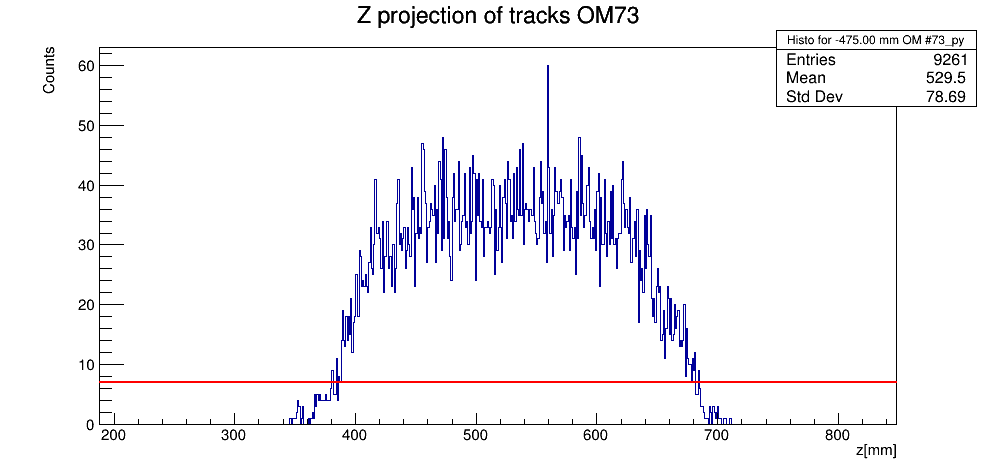 Z projection of tracks OM73
Histo for -475.00 mm OM #73_py
Entries 9261
Mean 529.5
Std Dev 78.69
Counts
60
50
40
30
20
10
0
200 300 400 500 600 700 800
z[mm]